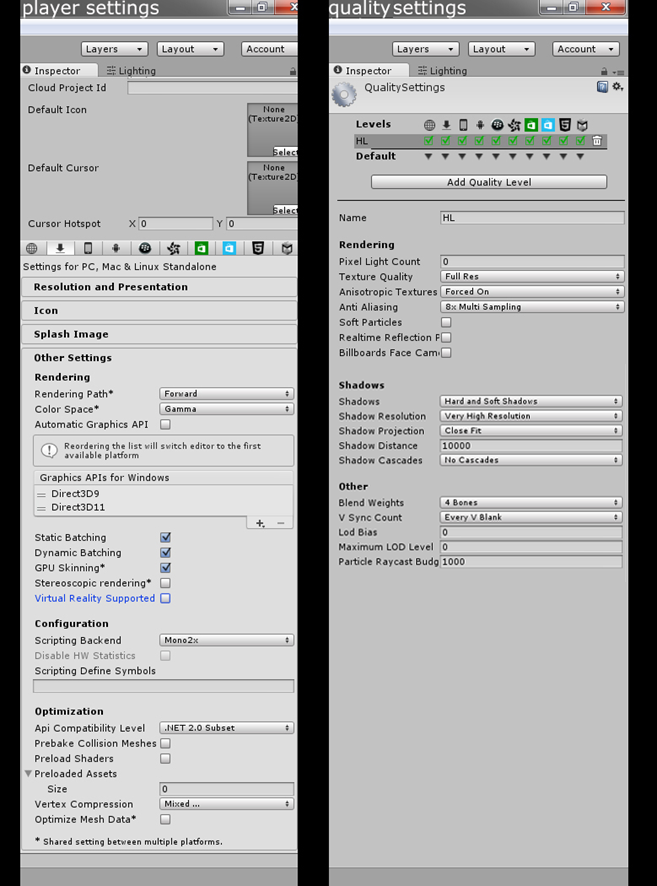 player settings
Layers
Layout
Account
Inspector
Lighting
Cloud Project Id
Default Icon
None
(Texture2D
Select
Default Cursor
None
(Texture2D
Select
Cursor Hotspot
X 0
Y 0
Settings for PC, Mac & Linux Standalone
Resolution and Presentation
Icon
Splash Image
Other Settings
Rendering
Rendering Path* Forward
Color Space* Gamma
Automatic Graphics API
Reordering the list will switch editor to the first
available platform
Graphics APIs for Windows
Direct3D9
Direct3D11
Static Batching
Dynamic Batching
GPU Skinning*
Stereoscopic rendering*
Virtual Reality Supported
Configuration
Scripting Backend Mono2x
Disable HW Statistics
Scripting Define Symbols
Optimization
Api Compatibility Level .NET 2.0 Subset
Prebake Collision Meshes
Preload Shaders
Preloaded Assets
Size 0
Vertex Compression Mixed ...
Optimize Mesh Data*
* Shared setting between multiple platforms.
qualitysettings
Layers
Layout
Account
Inspector
Lighting
QualitySettings
Levels
HL
Default
Add Quality Level
Name HL
Rendering
Pixel Light Count 0
Texture Quality Full Res
Anisotropic Textures Forced On
Anti Aliasing 8x Multi Sampling
Soft Particles
Realtime Reflection P
Billboards Face Cam
Shadows
Shadows Hard and Soft Shadows
Shadow Resolution Very High Resolution
Shadow Projection Close Fit
Shadow Distance 10000
Shadow Cascades No Cascades
Other
Blend Weights 4 Bones
V Sync Count Every V Blank
Lod Bias 0
Maximum LOD Level 0
Particle Raycast Budg 1000